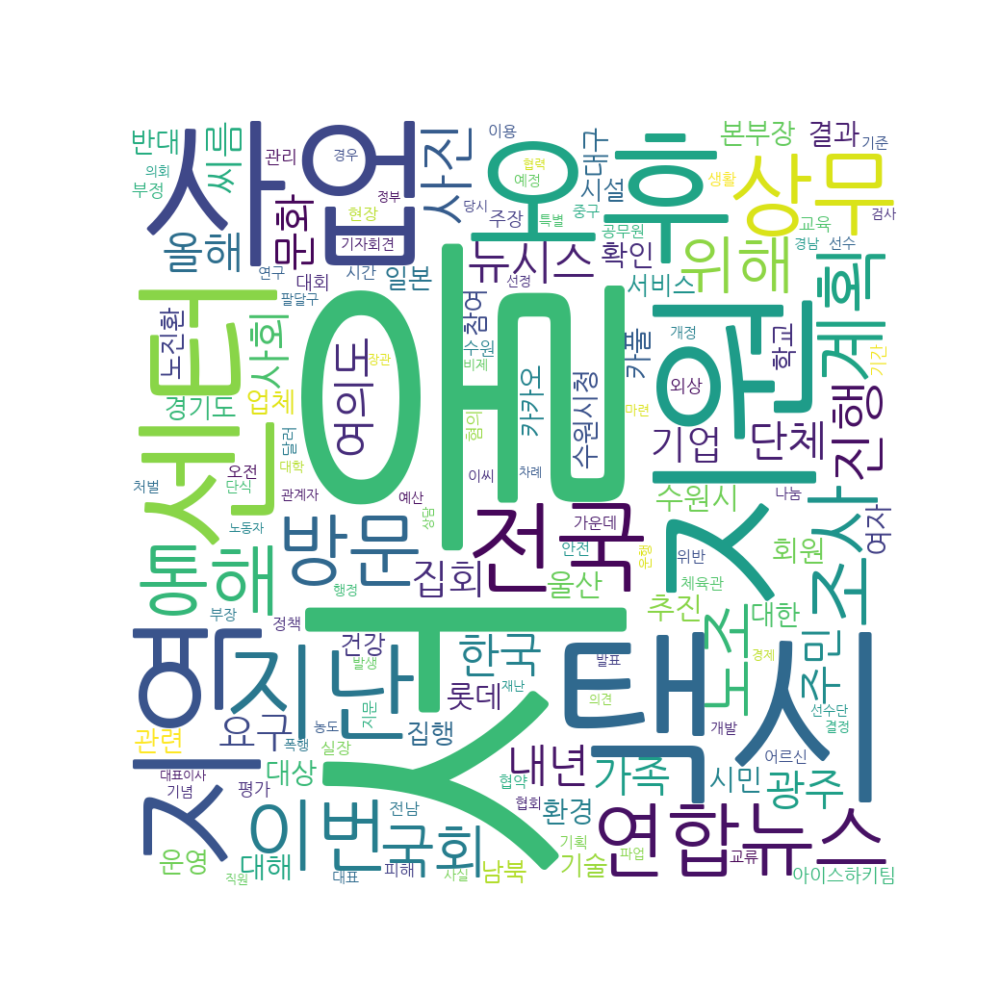 반대
씨름
의회
부정
관리
사업
경우
사진
이용
오후
협력
예정
대구
시설
본부장
결과
기준
생활
상무
올해
문화
현장
정부
기자회견
당시
주장
특별
중구
공무원
교육
검사
연구
대회
시간
일본
뉴시스
선정
확인
위해
경남
선수
팔달구
서비스
계획
센터
노진환
사회
여의도
장관
참여
수원
비제
카풀
개정
지원
학교
기간
경기도
업체
서울
카카오
수원시청
외상
마련
달러
혐의
기업
단체
진행
오전
대학
이씨
차례
처벌
단식
관계자
예산
전국
가운데
수원시
나눔
조사
여자
노동자
상담
방문
집회
안전
운행
위반
회원
울산
체육관
행정
추진
대한
노조
주민
부장
정책
건강
발생
한국
택시
발표
경제
지역
지난
롯데
재난
의견
선수단
결정
개발
요구
지문
집행
관련
농도
폭행
실장
내년
가족
시민
어르신
광주
대표이사
기념
평가
대상
이번
국회
전남
협약
협회
환경
연합뉴스
운영
대해
대표
피해
사실
남북
기술
기획
파업
교류
아이스하키팀
직원